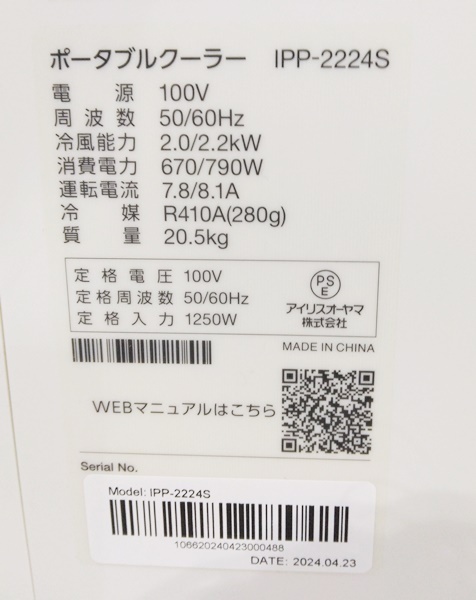 ポータブルクーラー IPP-2224S
電源 100V
周波数 50/60Hz
冷風能力 2.0/2.2kW
消費電力 670/790W
運転電流 7.8/8.1A
冷媒 R410A(280g)
質量 20.5kg
定格電圧 100V
定格周波数 50/60Hz
定格入力 1250W
PS
E
アイリスオーヤマ
株式会社
MADE IN CHINA
WEBマニュアルはこちら
Serial No.
Model: IPP-2224S
106620240423000488
DATE: 2024.04.23